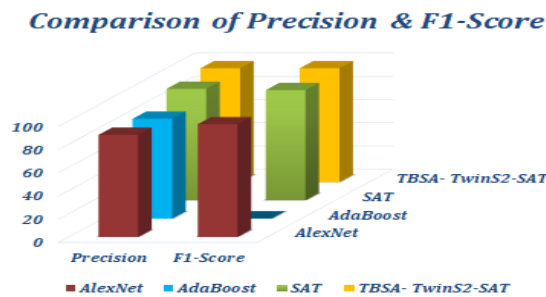 Comparison of Precision & F1-Score
100
80
60
40
20
0
Precision F1-Score
TBSA- TwinS2-SAT
SAT
AdaBoost
AlexNet
AlexNet AdaBoost SAT TBSA- TwinS2-SAT